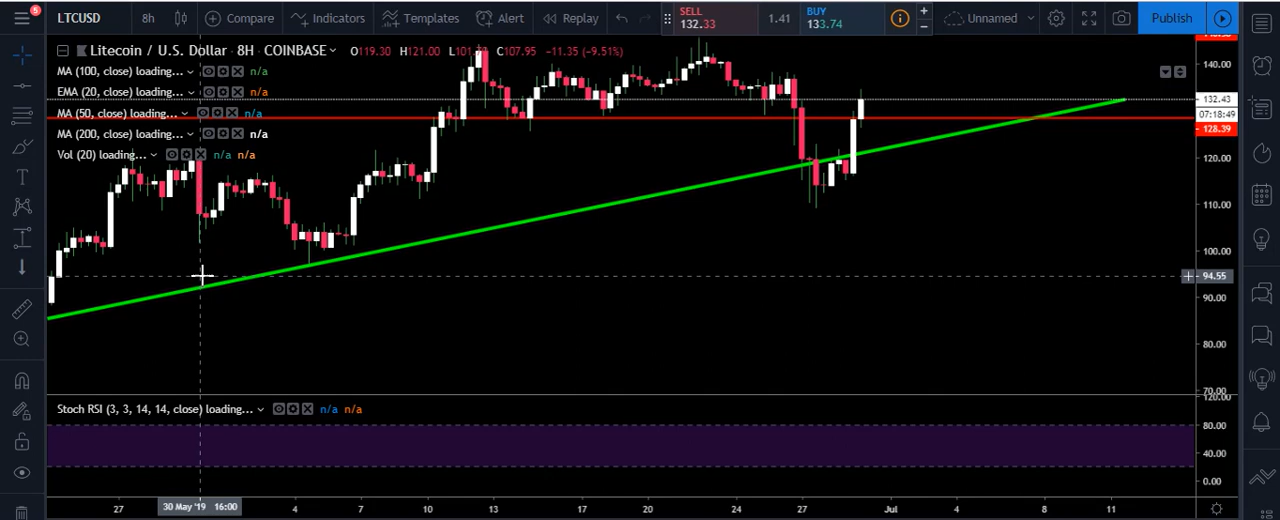 5
LTCUSD 8h Compare Indicators Templates Alert Replay SELL 132.33 1.41 BUY 133.74 Unnamed Publish
Litecoin / U.S. Dollar 8H COINBASE O119.30 H121.00 C107.95 -11.35 (-9.51%)
MA (100, close) loading... n/a
EMA (20, close) loading... n/a
MA (50, close) loading... n/a
MA (200, close) loading... n/a
Vol (20) loading... n/a n/a
140.00
132.43
07:18:49
128.39
120.00
110.00
100.00
94.55
90.00
80.00
70.00
Stoch RSI (3, 3, 14, 14, close) loading... n/a n/a
120.00
80.00
40.00
0.00
27 30 May '19 16:00 4 7 10 13 17 20 24 27 Jul 4 8 11